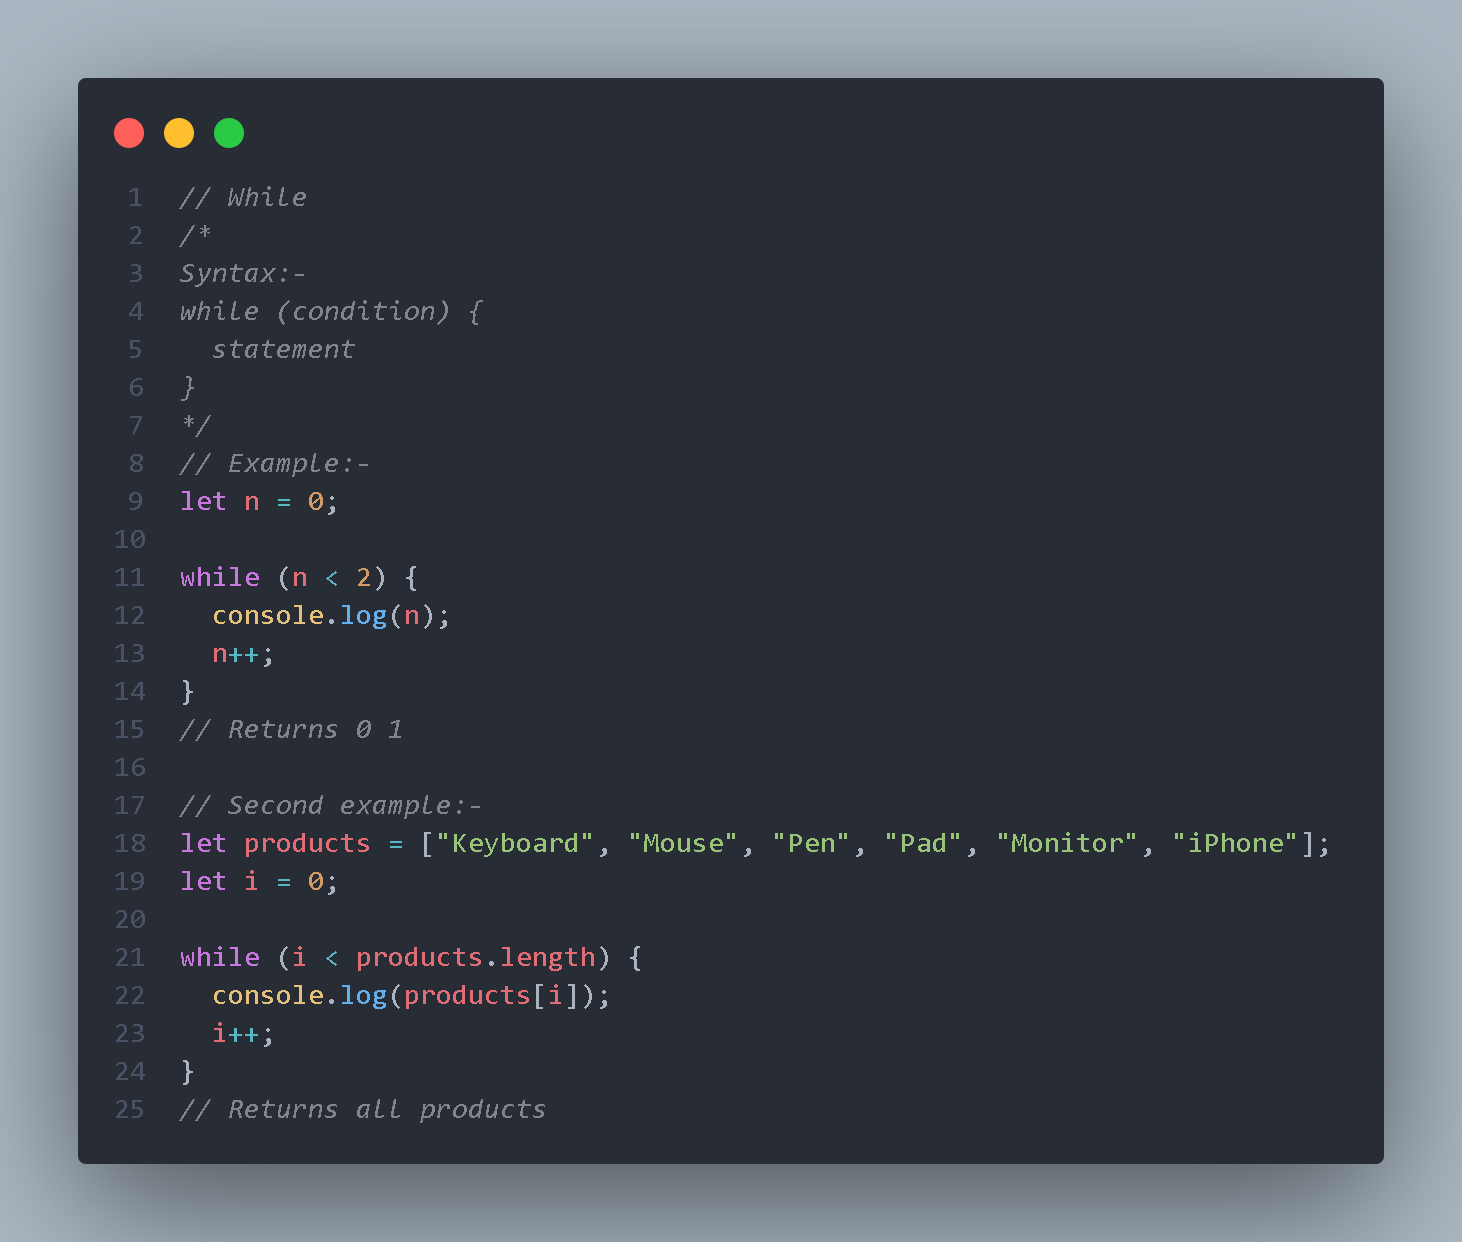 1 // While
2 /*
3 Syntax:-
4 while (condition) {
5   statement
6 }
7 */
8 // Example:-
9 let n = 0;
10
11 while (n < 2) {
12   console.log(n);
13   n++;
14 }
15 // Returns 0 1
16
17 // Second example:-
18 let products = ["Keyboard", "Mouse", "Pen", "Pad", "Monitor", "iPhone"];
19 let i = 0;
20
21 while (i < products.length) {
22   console.log(products[i]);
23   i++;
24 }
25 // Returns all products